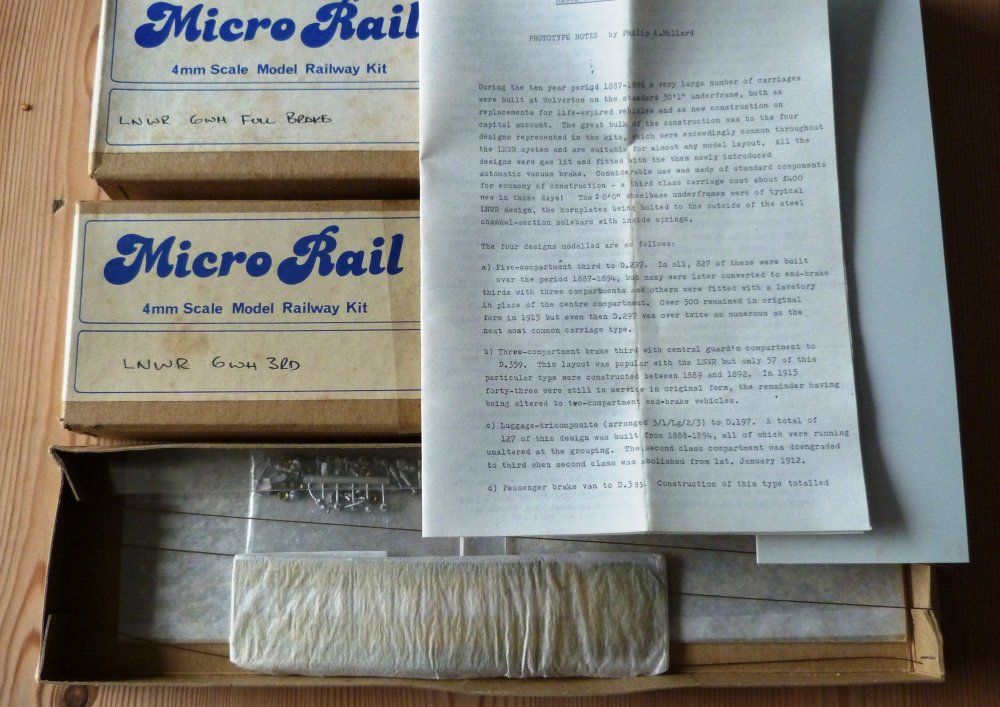 Micro Rail
4mm Scale Model Railway Kit
LNWR 6WH FULL BRAKE
Micro Rail
4mm Scale Model Railway Kit
LNWR 6WH 3RD
PROTOTYPE NOTES by Philip A.Millard
During the ten year period 1887-1896 a very large number of carriages
were built at Wolverton on the standard 30'1" underframe, both as
replacements for life-expired vehicles and as new construction on
capital account. The great bulk of the construction was to the four
designs represented in the kits, which were exceedingly common throughout
the LNWR system and are suitable for almost any model layout. All the
designs were gas lit and fitted with the then newly introduced
automatic vacuum brake. Considerable use was made of standard components
for economy of construction - a third class carriage cost about £400
new in those days! The 20'0" wheelbase underframes were of typical
LNWR design, the hornplates being bolted to the outside of the steel
channel-section solebars with inside springs.
The four designs modelled are as follows:
a) Five-compartment third to D.297. In all, 827 of these were built
over the period 1887-1894, but many were later converted to end-brake
thirds with three compartments and others were fitted with a lavatory
in place of the centre compartment. Over 500 remained in original
form in 1915 but even then D.297 was over twice as numerous as the
next most common carriage type.
b) Three-compartment brake third with central guard's compartment to
D.359. This layout was popular with the LNWR but only 57 of this
particular type were constructed between 1889 and 1892. In 1915
forty-three were still in service in original form, the remainder having
being altered to two-compartment end-brake vehicles.
c) Luggage-tricomposite (arranged 3/1/Lg/2/3) to D.197. A total of
127 of this design was built from 1888-1894, all of which were running
unaltered at the grouping. The second class compartment was downgraded
to third when second class was abolished from 1st. January 1912.
d) Passenger brake van to D.385. Construction of this type totalled